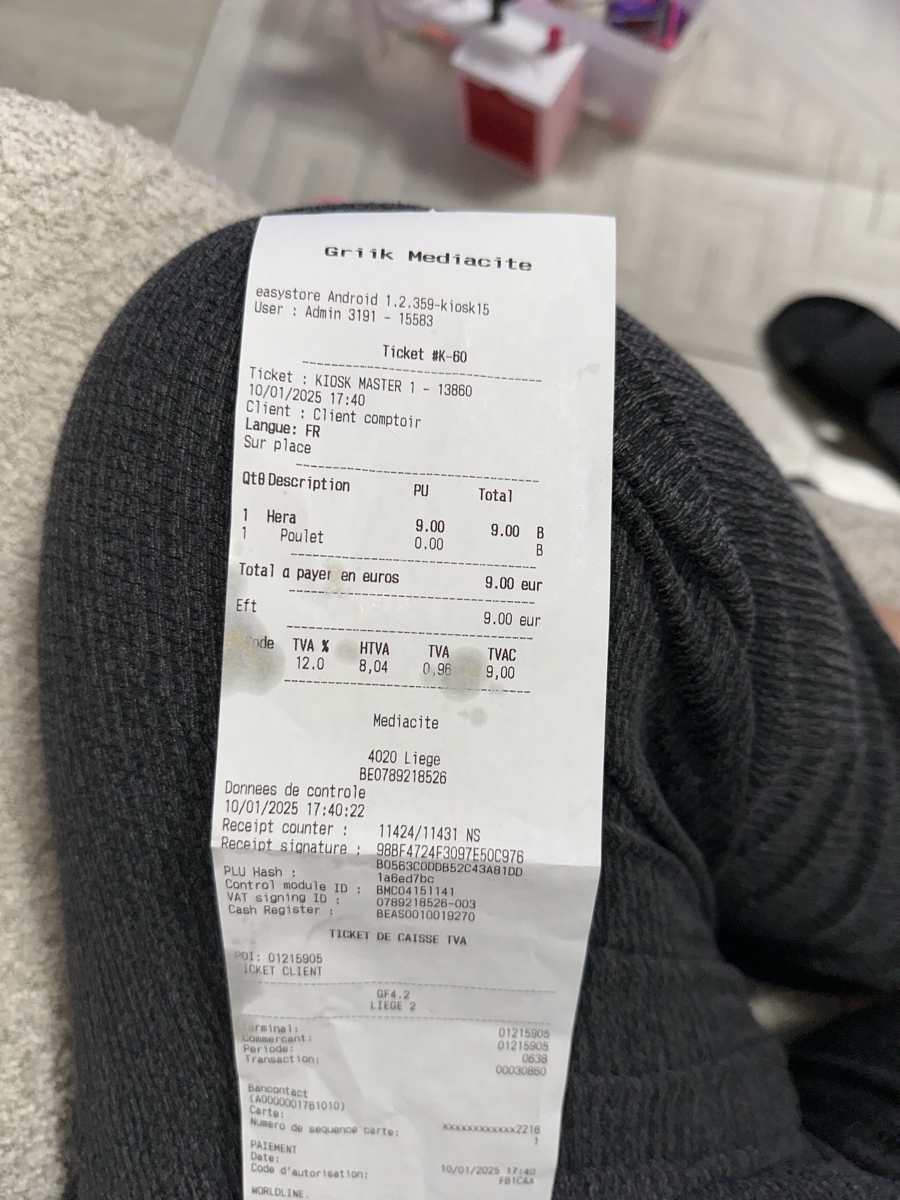 Griik Mediacite
easystore Android 1.2.359-kiosk15
User : Admin 3191 - 15583
Ticket #K-60
Ticket : KIOSK MASTER 1 - 13860
10/01/2025 17:40
Client : Client comptoir
Langue: FR
Sur place
Qté Description PU Total
1 Hera 9.00 9.00 B
1 Poulet 0.00 B
Total a payer en euros 9.00 eur
Eft 9.00 eur
TVA % HTVA TVA TVAC
12.0 8,04 0,96 9,00
Mediacite
4020 Liege
BE0789218526
Donnees de controle
10/01/2025 17:40:22
Receipt counter : 11424/11431 NS
Receipt signature : 98BF4724F3097E50C976
B0563C0DDB52C43A81DD
PLU Hash : 1a6ed7bc
Control module ID : BMC04151141
VAT signing ID : 0789218526-003
Cash Register : BEAS0010019270
TICKET DE CAISSE TVA
POI: 01215905
TICKET CLIENT
GF4.2
LIEGE 2
Terminal: 01215905
Commercant: 01215905
Periode: 0638
Transaction: 00030860
Bancontact
(A0000001761010)
Carte: xxxxxxxxxxxx2216
Numero de sequence carte: 1
PAIEMENT
Date: 10/01/2025 17:40
Code d'autorisation: FB1CAA
WORLDLINE.